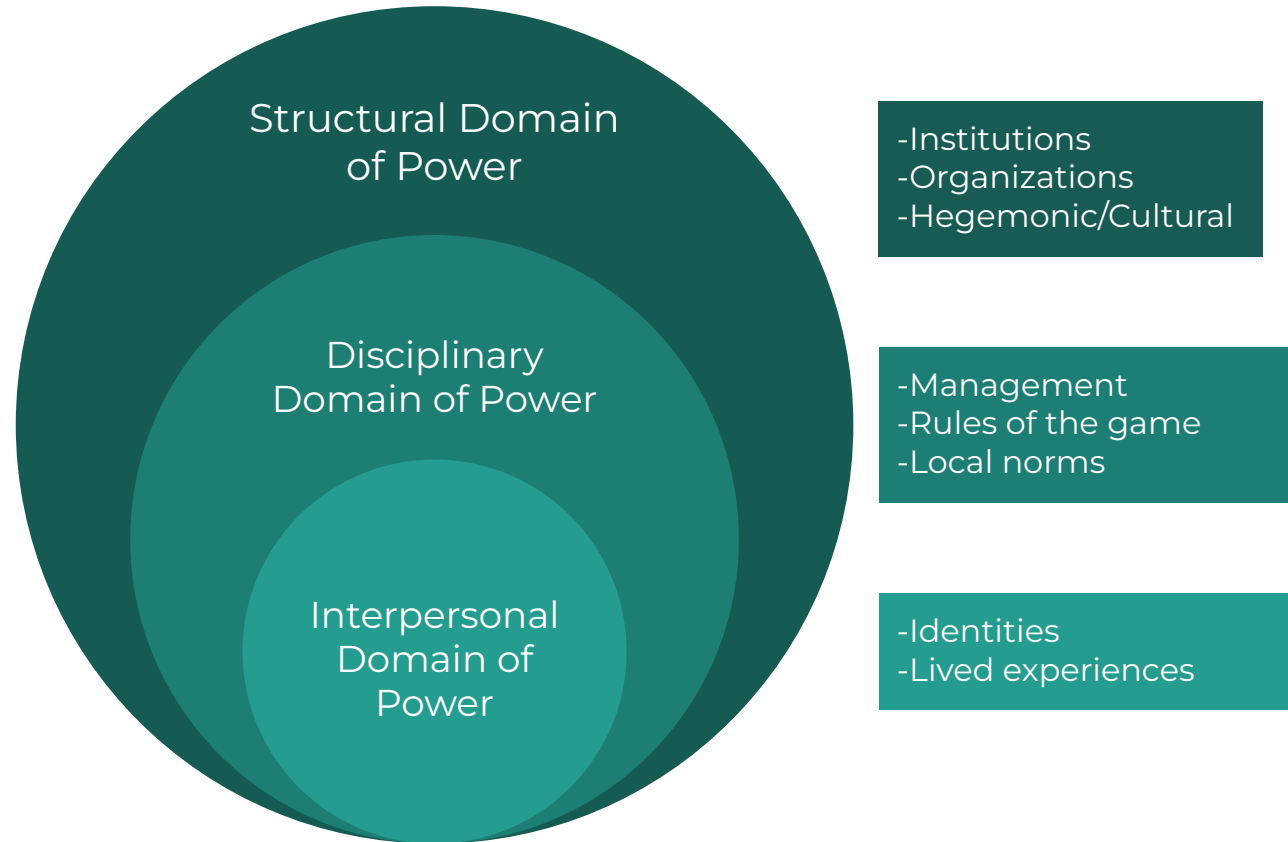 Structural Domain
of Power
-Institutions
-Organizations
-Hegemonic/Cultural
Disciplinary
Domain of Power
-Management
-Rules of the game
-Local norms
Interpersonal
Domain of
Power
-Identities
-Lived experiences